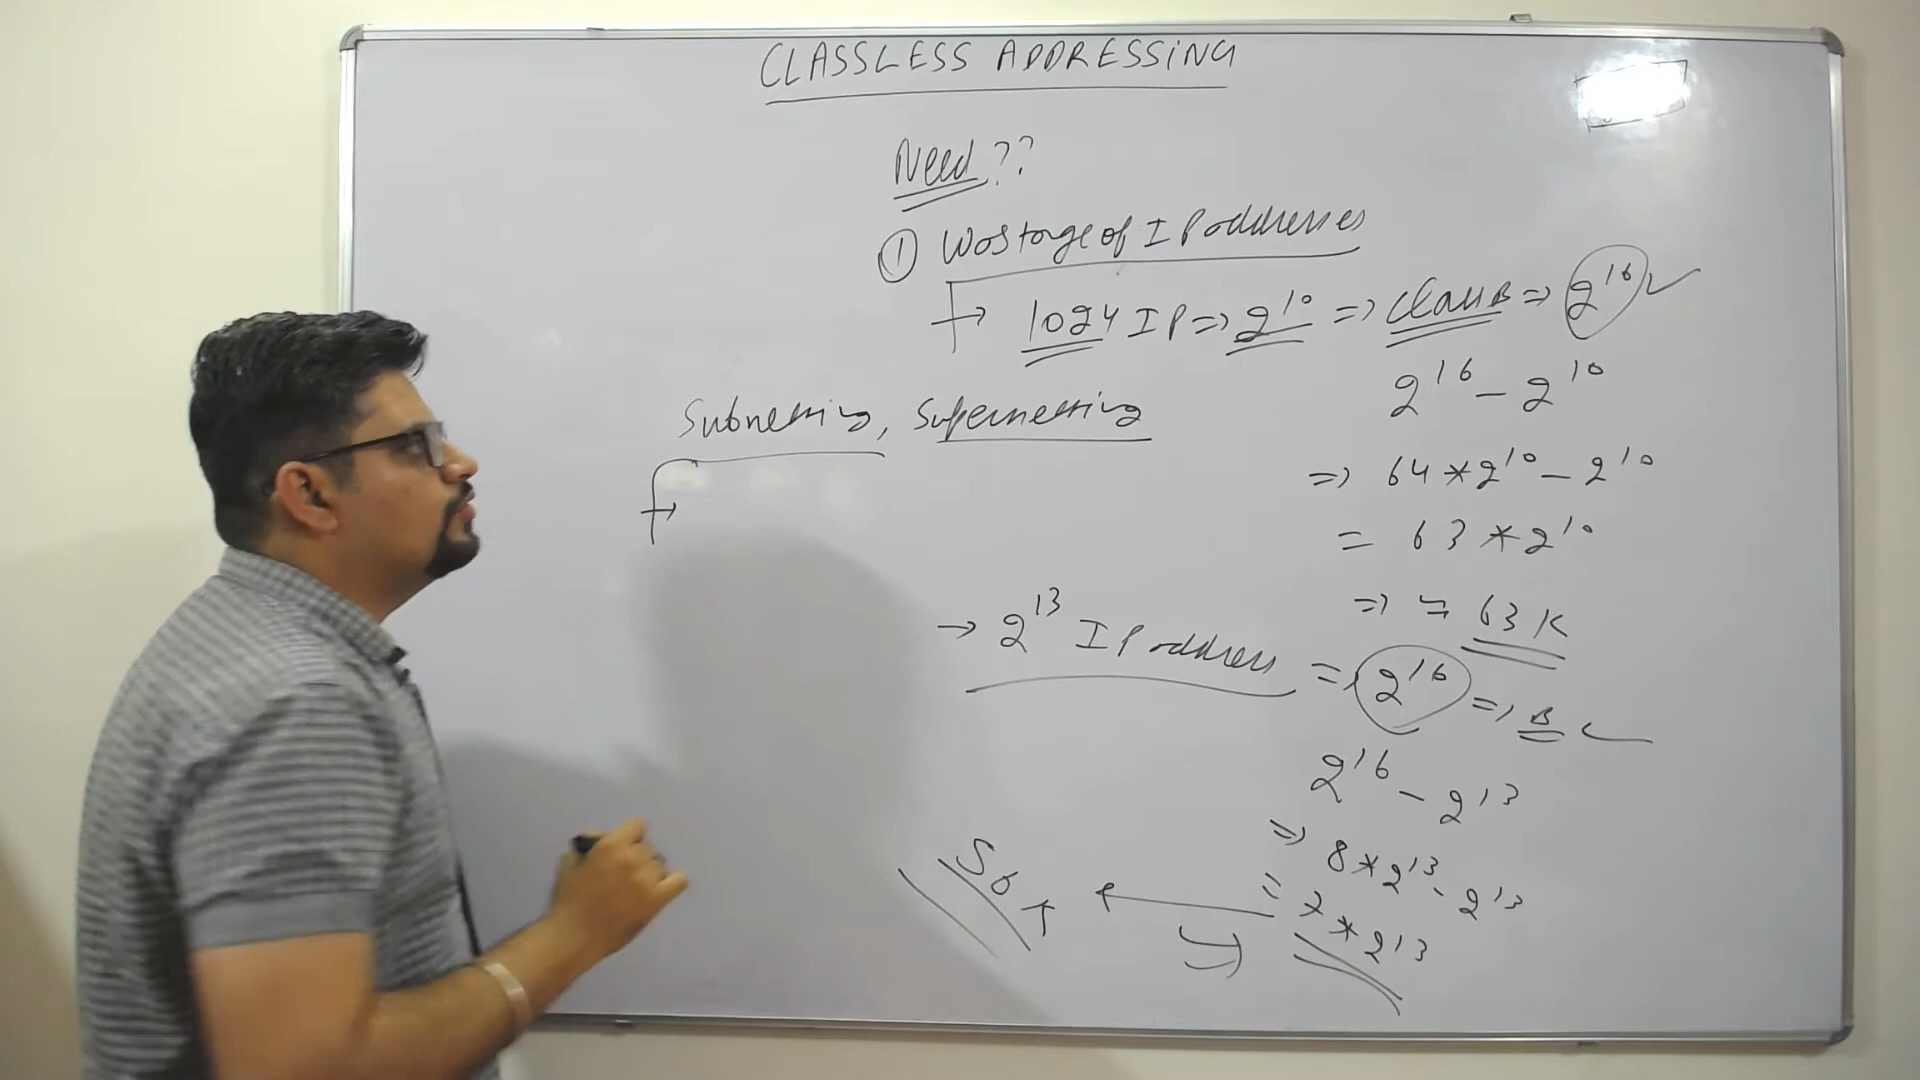 CLASSLESS ADDRESSING
Need??
① Wastage of IP addresses
→ 1024 IP => 2^10 => Class B => 2^16 ✓
2^16 - 2^10
Subnetting, Supernetting
=> 64 * 2^10 - 2^10
= 63 * 2^10
=> ≒ 63 K
→ 2^13 IP address => 2^16 => B ✓
2^16 - 2^13
=> 8 * 2^13 - 2^13
= 7 * 2^13